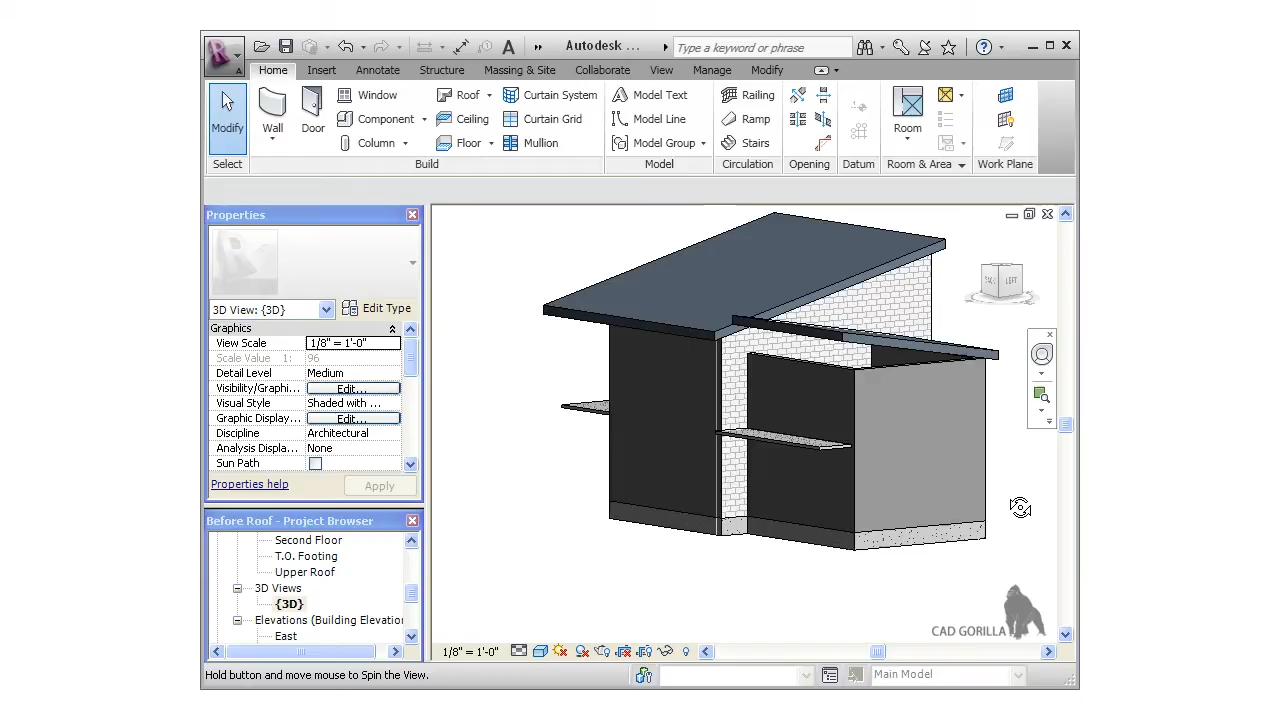 Autodesk ... Type a keyword or phrase
Home Insert Annotate Structure Massing & Site Collaborate View Manage Modify
Window Roof Curtain System Model Text Railing
Component Ceiling Curtain Grid Model Line Ramp
Column Floor Mullion Model Group Stairs
Modify Wall Door Room
Select Build Model Circulation Opening Datum Room & Area Work Plane
Properties
3D View: {3D} Edit Type
Graphics
View Scale 1/8" = 1'-0"
Scale Value 1: 96
Detail Level Medium
Visibility/Graphi... Edit...
Visual Style Shaded with ...
Graphic Display... Edit...
Discipline Architectural
Analysis Displa... None
Sun Path
Properties help Apply
Before Roof - Project Browser
Second Floor
T.O. Footing
Upper Roof
3D Views
{3D}
Elevations (Building Elevation
East
LEFT
CAD GORILLA
1/8" = 1'-0"
Hold button and move mouse to Spin the View.
Main Model